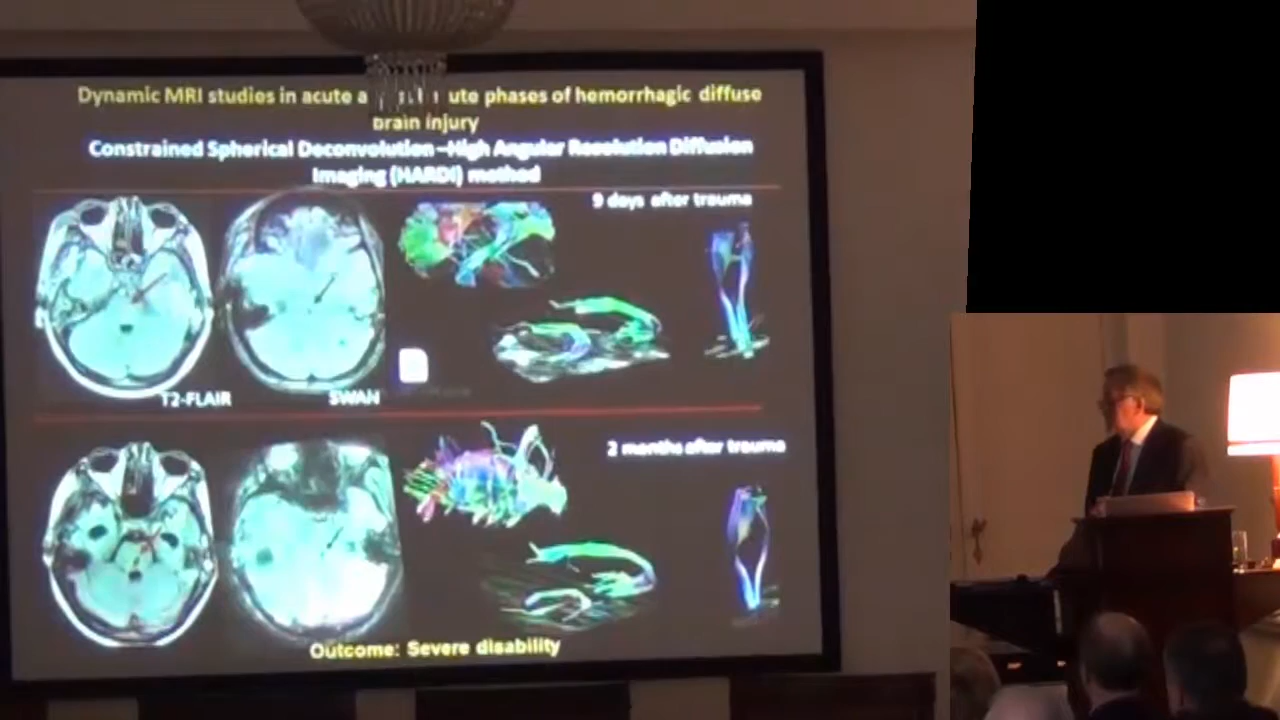 Dynamic MRI studies in acute a ute phases of hemorrhagic diffuse
brain injury
Constrained Spherical Deconvolution –High Angular Resolution Diffusion
Imaging (HARDI) method
9 days after trauma
T2-FLAIR
SWAN
2 months after trauma
Outcome: Severe disability